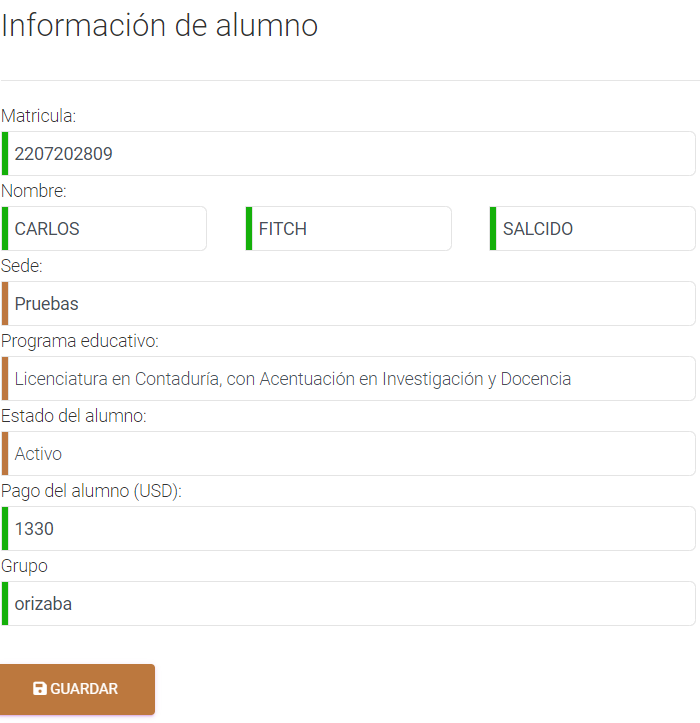 Información de alumno
Matricula:
2207202809
Nombre:
CARLOS FITCH SALCIDO
Sede:
Pruebas
Programa educativo:
Licenciatura en Contaduría, con Acentuación en Investigación y Docencia
Estado del alumno:
Activo
Pago del alumno (USD):
1330
Grupo
orizaba
GUARDAR